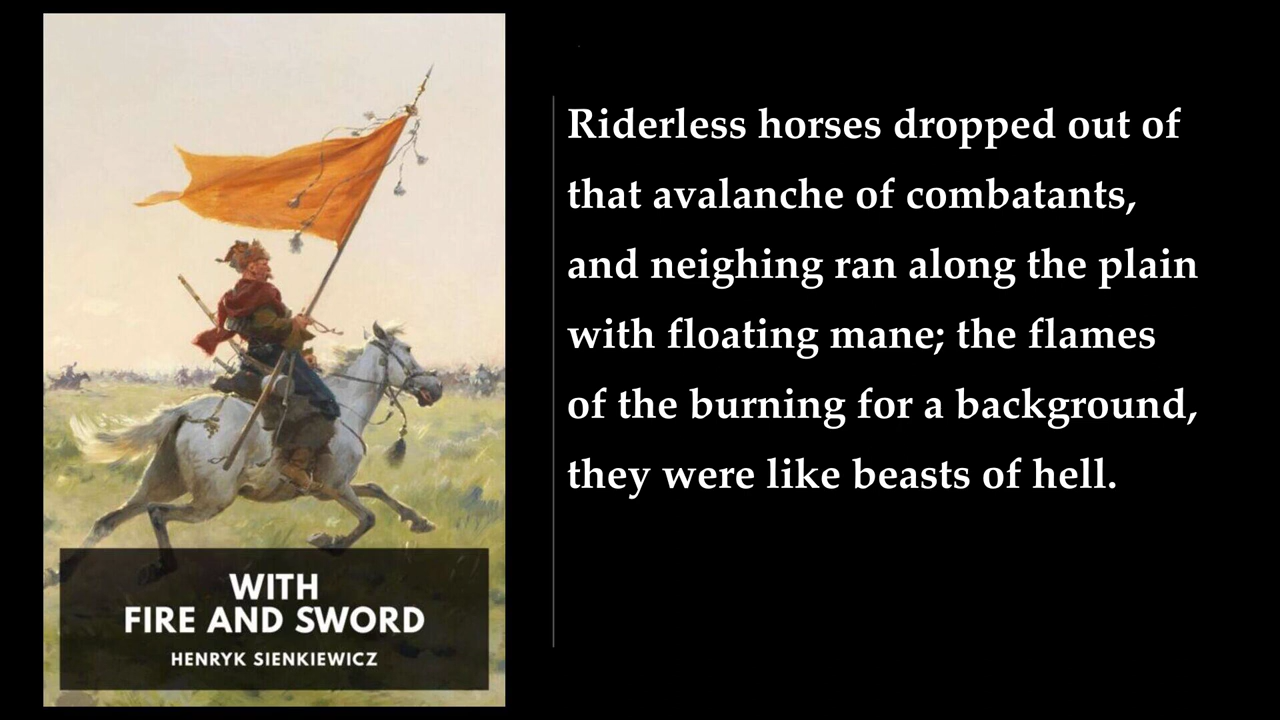 WITH
FIRE AND SWORD
HENRYK SIENKIEWICZ
Riderless horses dropped out of
that avalanche of combatants,
and neighing ran along the plain
with floating mane; the flames
of the burning for a background,
they were like beasts of hell.